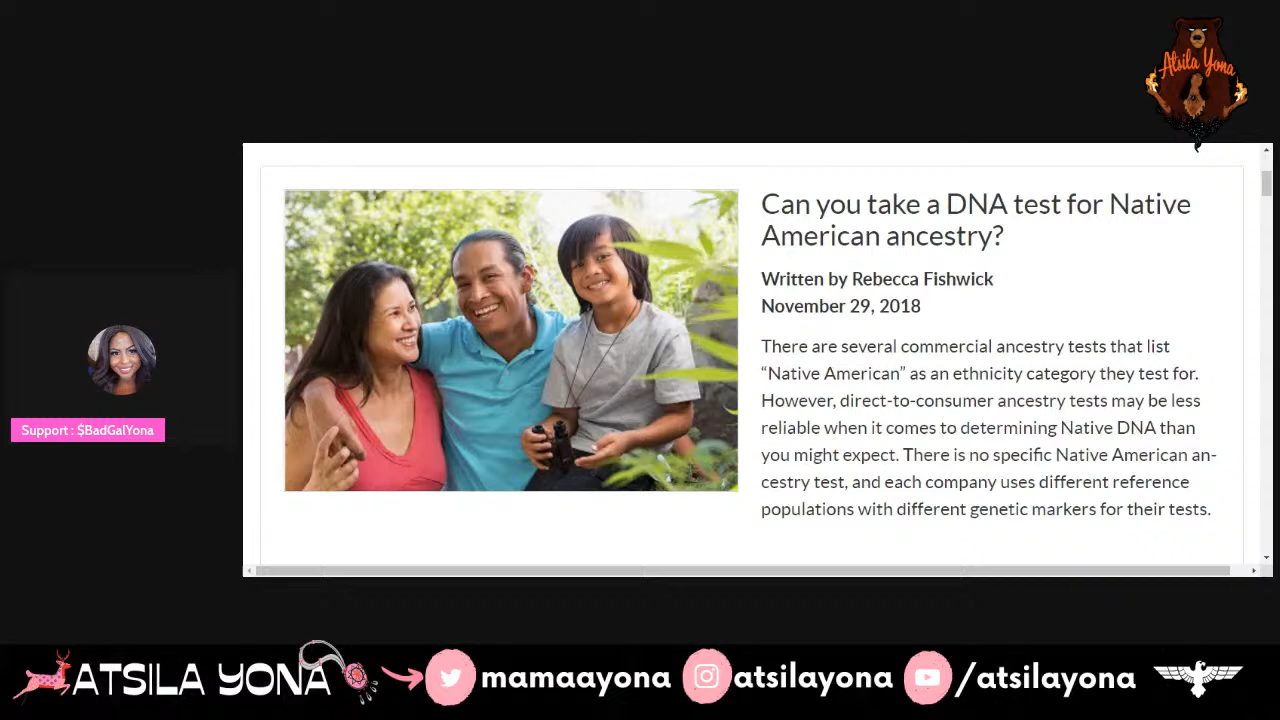 Atsila Yona
Can you take a DNA test for Native
American ancestry?
Written by Rebecca Fishwick
November 29, 2018
There are several commercial ancestry tests that list
“Native American” as an ethnicity category they test for.
However, direct-to-consumer ancestry tests may be less
reliable when it comes to determining Native DNA than
you might expect. There is no specific Native American an-
cestry test, and each company uses different reference
populations with different genetic markers for their tests.
Support : $BadGalYona
ATSILA YONA mamaayona atsilayona /atsilayona